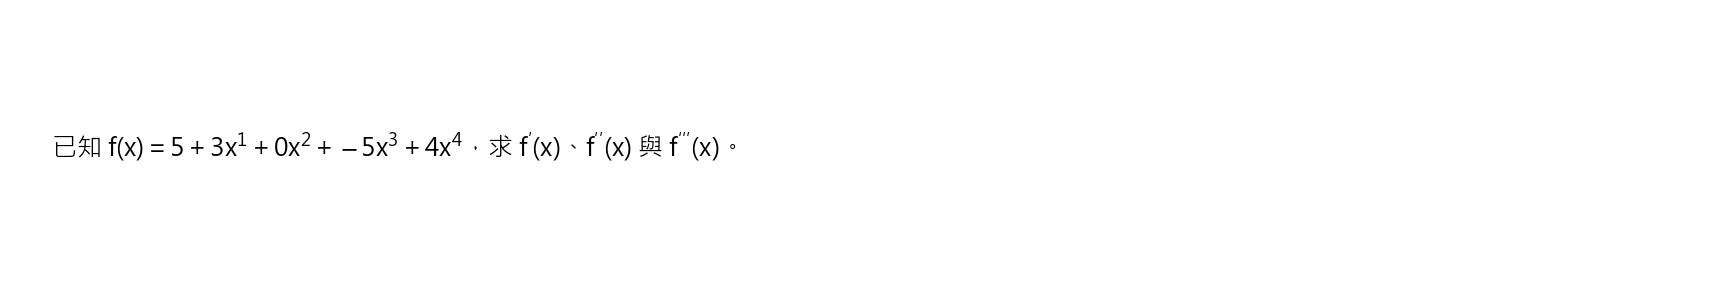 已知 f(x) = 5 + 3x¹ + 0x² + −5x³ + 4x⁴，求 f′(x)、f′′(x) 與 f′′′(x)。